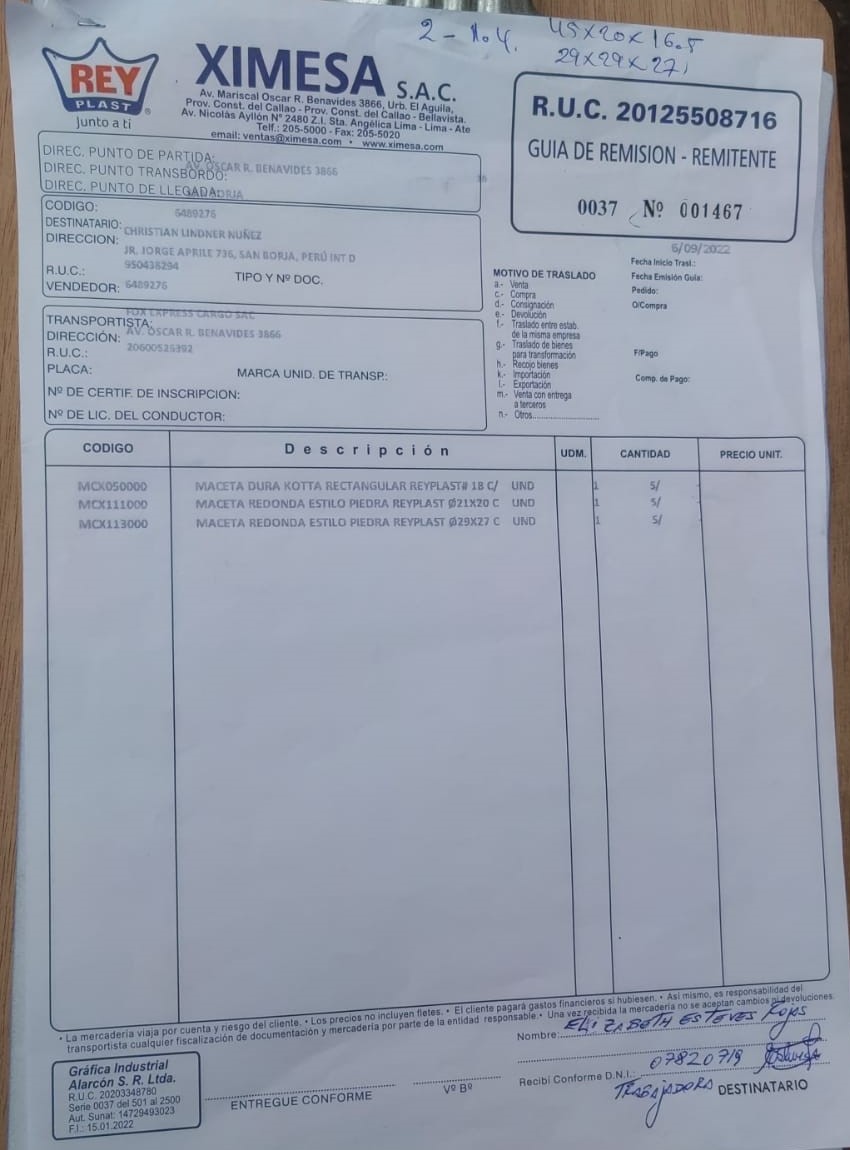 2 - 1.4. 45x20x16.5
29x29x27
REY
PLAST ®
junto a ti
XIMESA S.A.C.
Av. Mariscal Oscar R. Benavides 3866, Urb. El Aguila,
Prov. Const. del Callao - Prov. Const. del Callao - Bellavista.
Av. Nicolás Ayllón Nº 2480 Z.I. Sta. Angélica Lima - Lima - Ate
Telf.: 205-5000 - Fax: 205-5020
email: ventas@ximesa.com • www.ximesa.com
R.U.C. 20125508716
GUIA DE REMISION - REMITENTE
0037 Nº 001467
DIREC. PUNTO DE PARTIDA:
AV. OSCAR R. BENAVIDES 3866
DIREC. PUNTO TRANSBORDO:
DIREC. PUNTO DE LLEGADA:
CODIGO: 6489276
DESTINATARIO: CHRISTIAN LINDNER NUÑEZ
DIRECCION: JR. JORGE APRILE 736, SAN BORJA, PERÚ INT D
R.U.C.: 950438294 TIPO Y Nº DOC.
VENDEDOR: 6489276
6/09/2022
Fecha Inicio Trasl.:
Fecha Emisión Guia:
Pedido:
O/Compra
F/Pago
Comp. de Pago:
MOTIVO DE TRASLADO
a.- Venta
c.- Compra
d.- Consignación
e.- Devolución
f.- Traslado entre estab.
de la misma empresa
g.- Traslado de bienes
para transformación
h.- Recojo bienes
k.- Importación
l.- Exportación
m.- Venta con entrega
a terceros
n.- Otros
TRANSPORTISTA: FOX EXPRESS CARGO SAC
DIRECCIÓN: AV. OSCAR R. BENAVIDES 3866
R.U.C.: 20600525392
PLACA: MARCA UNID. DE TRANSP.:
Nº DE CERTIF. DE INSCRIPCION:
Nº DE LIC. DEL CONDUCTOR:
CODIGO Descripción UDM. CANTIDAD PRECIO UNIT.
MCX050000 MACETA DURA KOTTA RECTANGULAR REYPLAST# 18 C/ UND 1 S/
MCX111000 MACETA REDONDA ESTILO PIEDRA REYPLAST Ø21X20 C UND 1 S/
MCX113000 MACETA REDONDA ESTILO PIEDRA REYPLAST Ø29X27 C UND 1 S/
• La mercadería viaja por cuenta y riesgo del cliente. • Los precios no incluyen fletes. • El cliente pagará gastos financieros si hubiesen. • Asi mismo, es responsabilidad del
transportista cualquier fiscalización de documentación y mercadería por parte de la entidad responsable. • Una vez recibida la mercadería no se aceptan cambios ni devoluciones.
Nombre: ELIZABETH ESTEVES Rojas
Recibí Conforme D.N.I.: 07820719
TRABAJADORA DESTINATARIO
ENTREGUE CONFORME
Vº Bº
Gráfica Industrial
Alarcón S. R. Ltda.
R.U.C. 20203348780
Serie 0037 del 501 al 2500
Aut. Sunat: 14729493023
F.I.: 15.01.2022